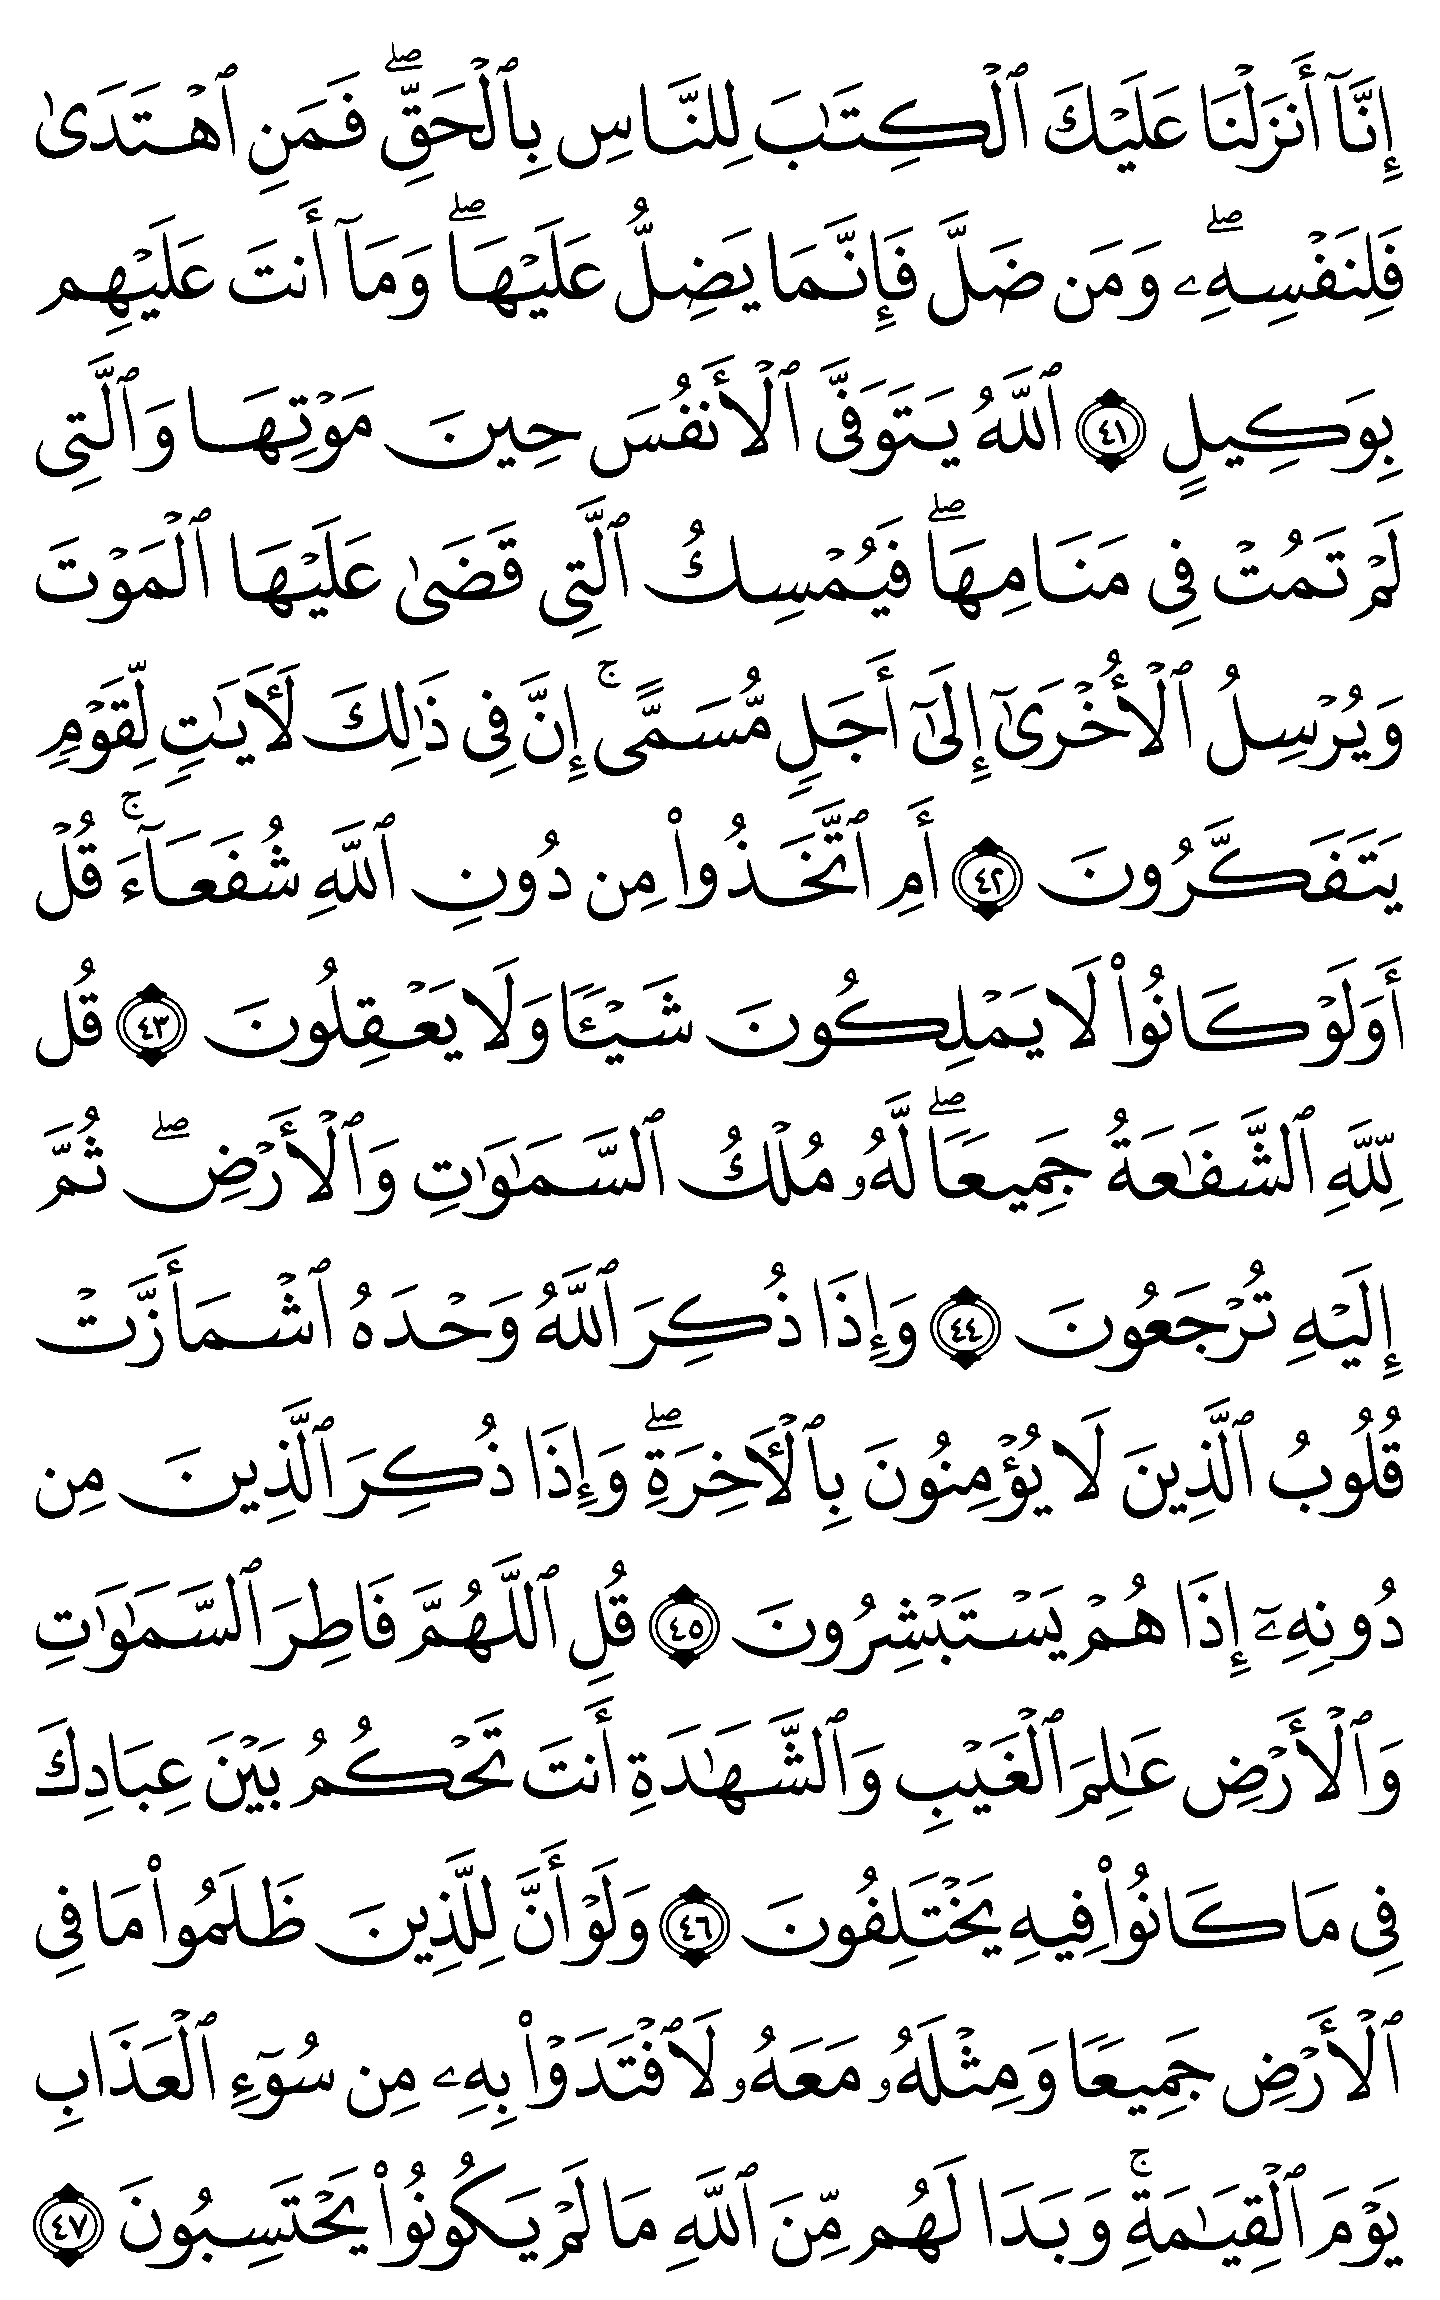 إِنَّآ أَنزَلۡنَا عَلَيۡكَ ٱلۡكِتَٰبَ لِلنَّاسِ بِٱلۡحَقِّۖ فَمَنِ ٱهۡتَدَىٰ
فَلِنَفۡسِهِۦۖ وَمَن ضَلَّ فَإِنَّمَا يَضِلُّ عَلَيۡهَاۖ وَمَآ أَنتَ عَلَيۡهِم
بِوَكِيلٍ ٤١ ٱللَّهُ يَتَوَفَّى ٱلۡأَنفُسَ حِينَ مَوۡتِهَا وَٱلَّتِي
لَمۡ تَمُتۡ فِي مَنَامِهَاۖ فَيُمۡسِكُ ٱلَّتِي قَضَىٰ عَلَيۡهَا ٱلۡمَوۡتَ
وَيُرۡسِلُ ٱلۡأُخۡرَىٰٓ إِلَىٰٓ أَجَلٍ مُّسَمًّىۚ إِنَّ فِي ذَٰلِكَ لَأٓيَٰتٍ لِّقَوۡمٍ
يَتَفَكَّرُونَ ٤٢ أَمِ ٱتَّخَذُواْ مِن دُونِ ٱللَّهِ شُفَعَآءَۚ قُلۡ
أَوَلَوۡ كَانُواْ لَا يَمۡلِكُونَ شَيۡـًٔا وَلَا يَعۡقِلُونَ ٤٣ قُل
لِّلَّهِ ٱلشَّفَٰعَةُ جَمِيعًاۖ لَّهُۥ مُلۡكُ ٱلسَّمَٰوَٰتِ وَٱلۡأَرۡضِۖ ثُمَّ
إِلَيۡهِ تُرۡجَعُونَ ٤٤ وَإِذَا ذُكِرَ ٱللَّهُ وَحۡدَهُ ٱشۡمَأَزَّتۡ
قُلُوبُ ٱلَّذِينَ لَا يُؤۡمِنُونَ بِٱلۡأٓخِرَةِۖ وَإِذَا ذُكِرَ ٱلَّذِينَ مِن
دُونِهِۦٓ إِذَا هُمۡ يَسۡتَبۡشِرُونَ ٤٥ قُلِ ٱللَّهُمَّ فَاطِرَ ٱلسَّمَٰوَٰتِ
وَٱلۡأَرۡضِ عَٰلِمَ ٱلۡغَيۡبِ وَٱلشَّهَٰدَةِ أَنتَ تَحۡكُمُ بَيۡنَ عِبَادِكَ
فِي مَا كَانُواْ فِيهِ يَخۡتَلِفُونَ ٤٦ وَلَوۡ أَنَّ لِلَّذِينَ ظَلَمُواْ مَا فِي
ٱلۡأَرۡضِ جَمِيعًا وَمِثۡلَهُۥ مَعَهُۥ لَٱفۡتَدَوۡاْ بِهِۦ مِن سُوٓءِ ٱلۡعَذَابِ
يَوۡمَ ٱلۡقِيَٰمَةِۚ وَبَدَا لَهُم مِّنَ ٱللَّهِ مَا لَمۡ يَكُونُواْ يَحۡتَسِبُونَ ٤٧